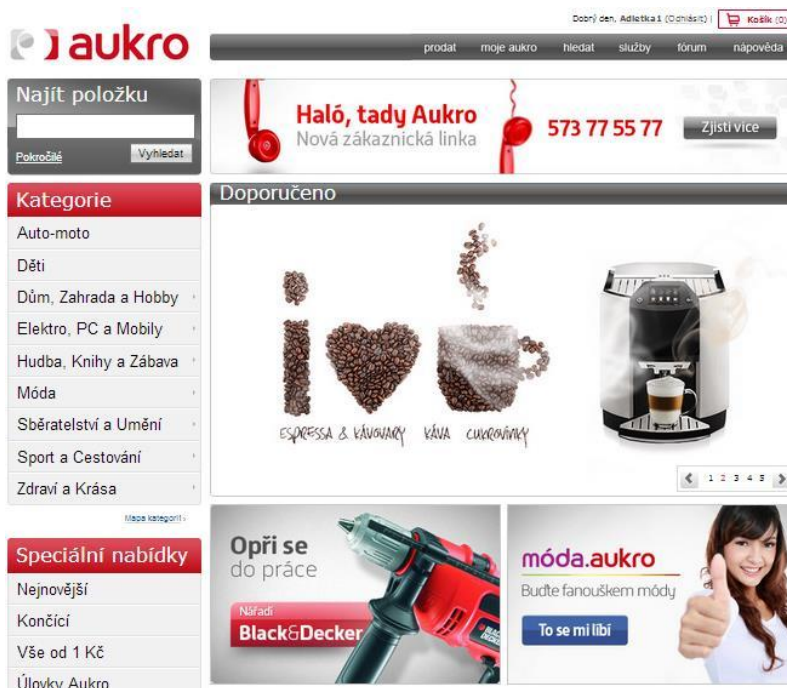 Dobrý den, Adletka1 (Odhlásit) |
Košík (0)
aukro
prodat moje aukro hledat služby fórum nápověda
Najít položku
Pokročilé
Vyhledat
Haló, tady Aukro
Nová zákaznická linka
573 77 55 77
Zjisti více
Kategorie
Auto-moto
Děti
Dům, Zahrada a Hobby
Elektro, PC a Mobily
Hudba, Knihy a Zábava
Móda
Sběratelství a Umění
Sport a Cestování
Zdraví a Krása
Mapa kategorií
Doporučeno
i
ESPRESSA & KÁVOVARY KÁVA CUKROVINKY
1 2 3 4 5
Speciální nabídky
Nejnovější
Končící
Vše od 1 Kč
Úlovky Aukro
Opři se
do práce
Nářadí
Black&Decker
móda.aukro
Buďte fanouškem módy
To se mi líbí